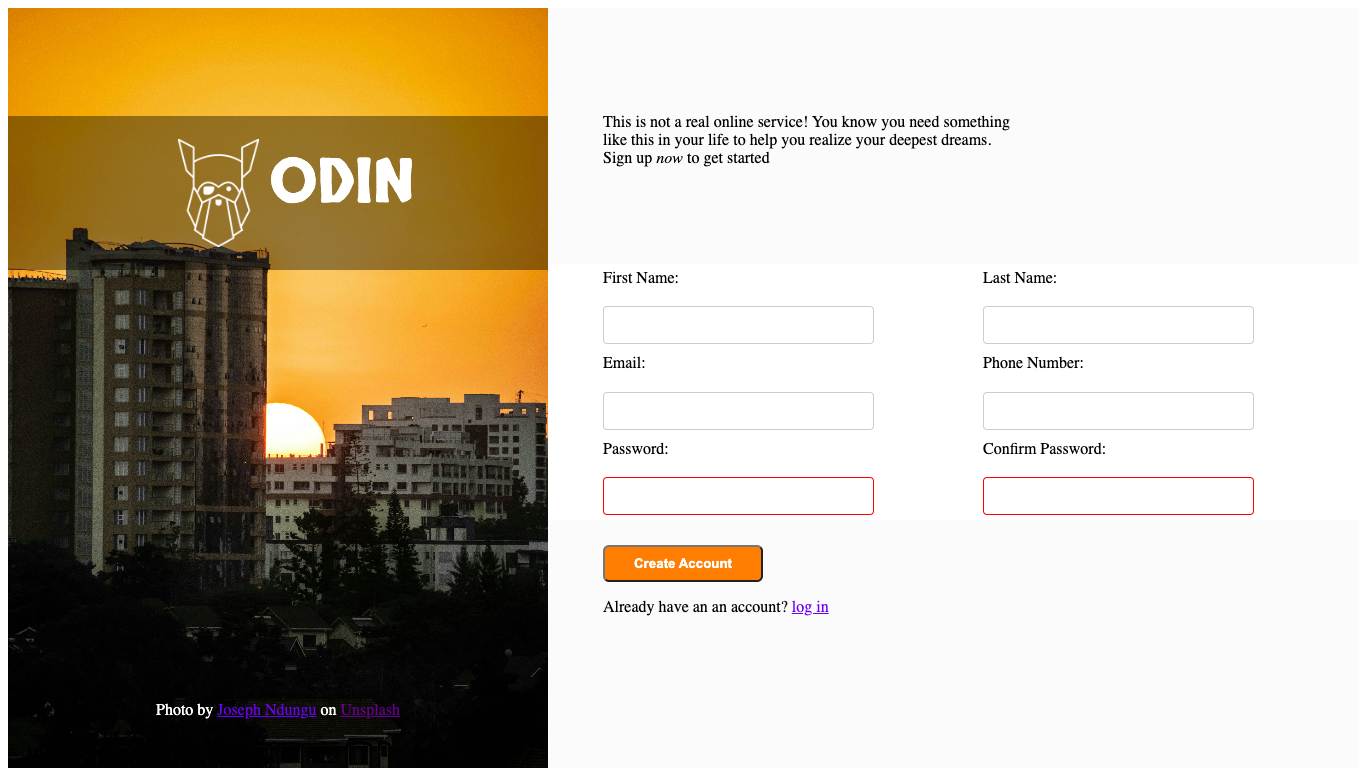 ODIN
Photo by Joseph Ndungu on Unsplash
This is not a real online service! You know you need something
like this in your life to help you realize your deepest dreams.
Sign up now to get started
First Name:
Last Name:
Email:
Phone Number:
Password:
Confirm Password:
Create Account
Already have an an account? log in